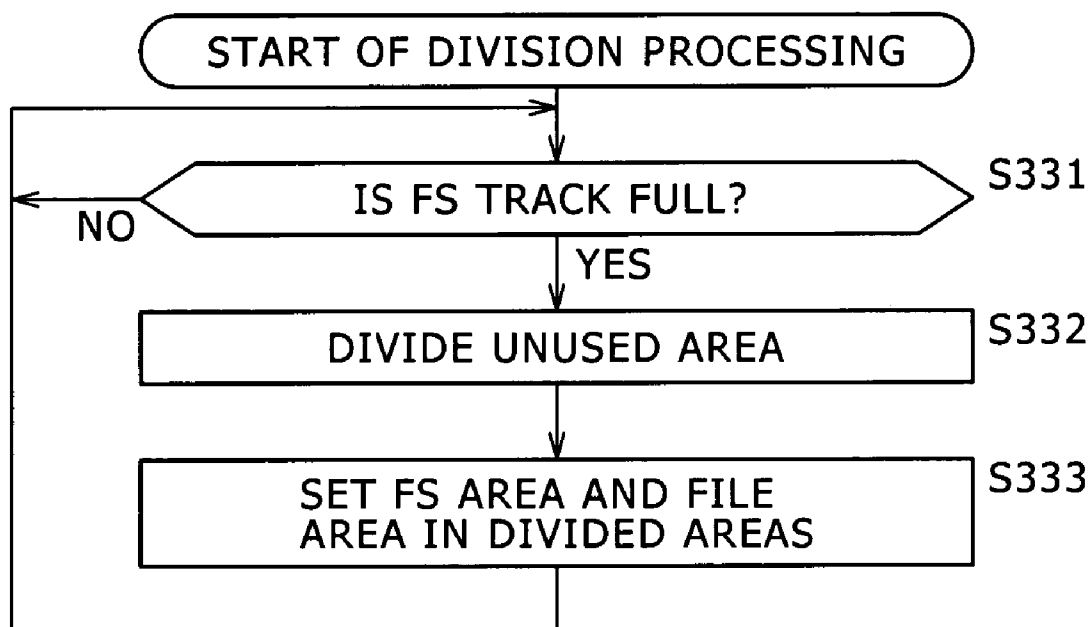 START OF DIVISION PROCESSING
IS FS TRACK FULL?
S331
NO
YES
DIVIDE UNUSED AREA
S332
SET FS AREA AND FILE
AREA IN DIVIDED AREAS
S333